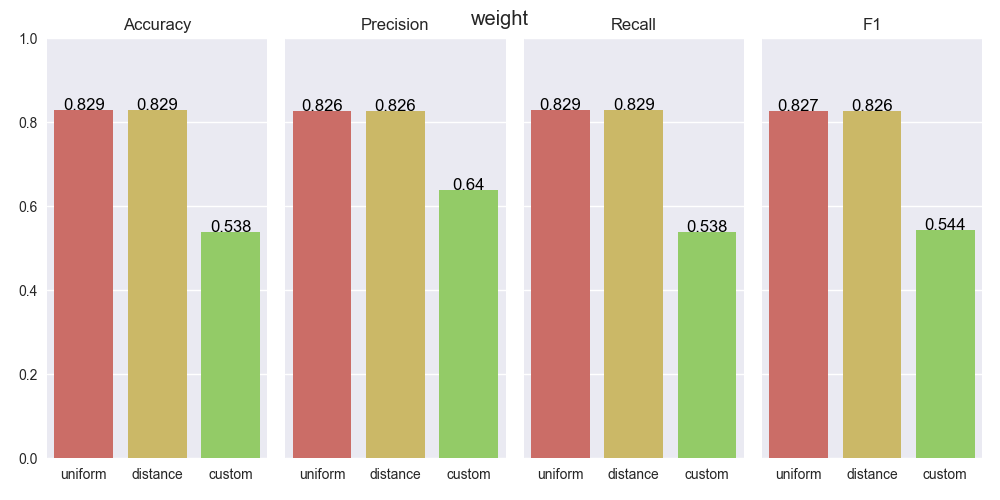 weight
Accuracy
Precision
Recall
F1
1.0
0.8
0.6
0.4
0.2
0.0
0.829
0.829
0.538
0.826
0.826
0.64
0.829
0.829
0.538
0.827
0.826
0.544
uniform
distance
custom
uniform
distance
custom
uniform
distance
custom
uniform
distance
custom